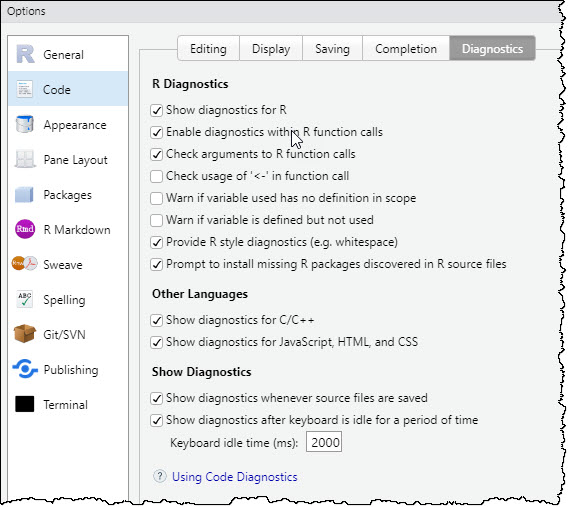 Options
General
Code
Appearance
Pane Layout
Packages
Rmd R Markdown
Sweave
ABC Spelling
Git/SVN
Publishing
Terminal
Editing Display Saving Completion Diagnostics
R Diagnostics
Show diagnostics for R
Enable diagnostics within R function calls
Check arguments to R function calls
Check usage of '<-' in function call
Warn if variable used has no definition in scope
Warn if variable is defined but not used
Provide R style diagnostics (e.g. whitespace)
Prompt to install missing R packages discovered in R source files
Other Languages
Show diagnostics for C/C++
Show diagnostics for JavaScript, HTML, and CSS
Show Diagnostics
Show diagnostics whenever source files are saved
Show diagnostics after keyboard is idle for a period of time
Keyboard idle time (ms): 2000
? Using Code Diagnostics